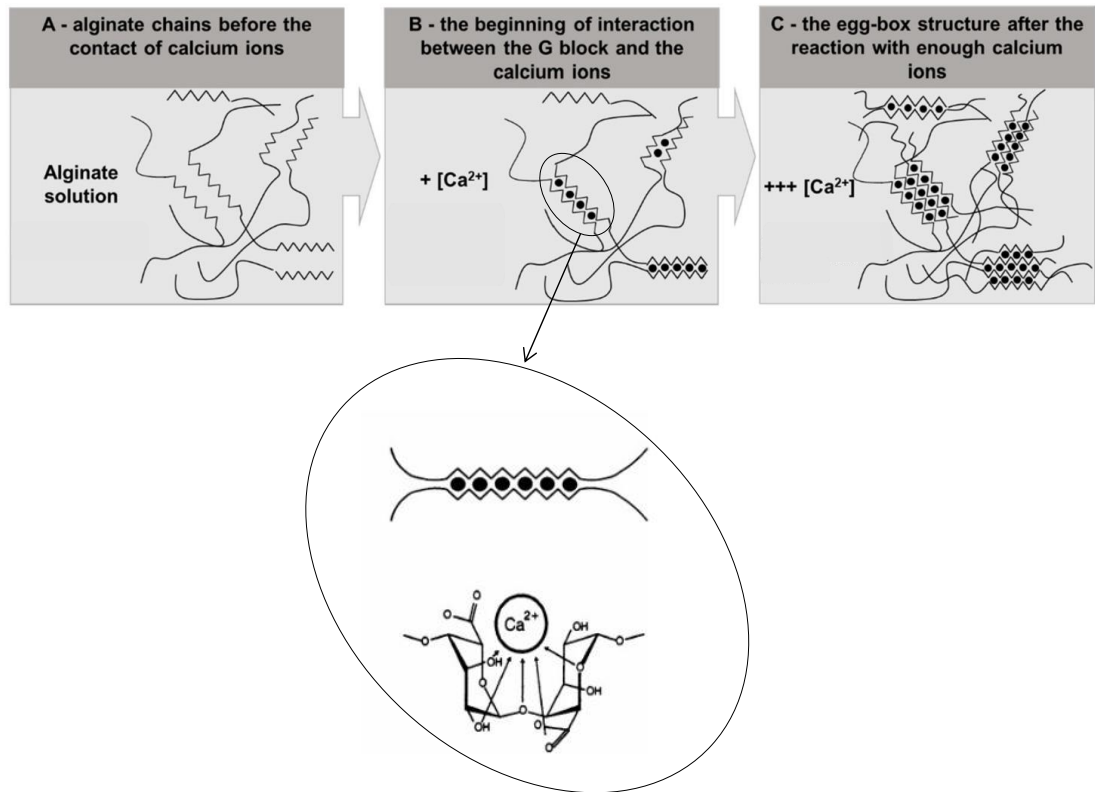 A - alginate chains before the
contact of calcium ions
B - the beginning of interaction
between the G block and the
calcium ions
C - the egg-box structure after the
reaction with enough calcium
ions
Alginate
solution
+ [Ca²⁺]
+++ [Ca²⁺]
O
O
Ca²⁺
OH
O
OH
O
O
O
OH
OH
O
O
O